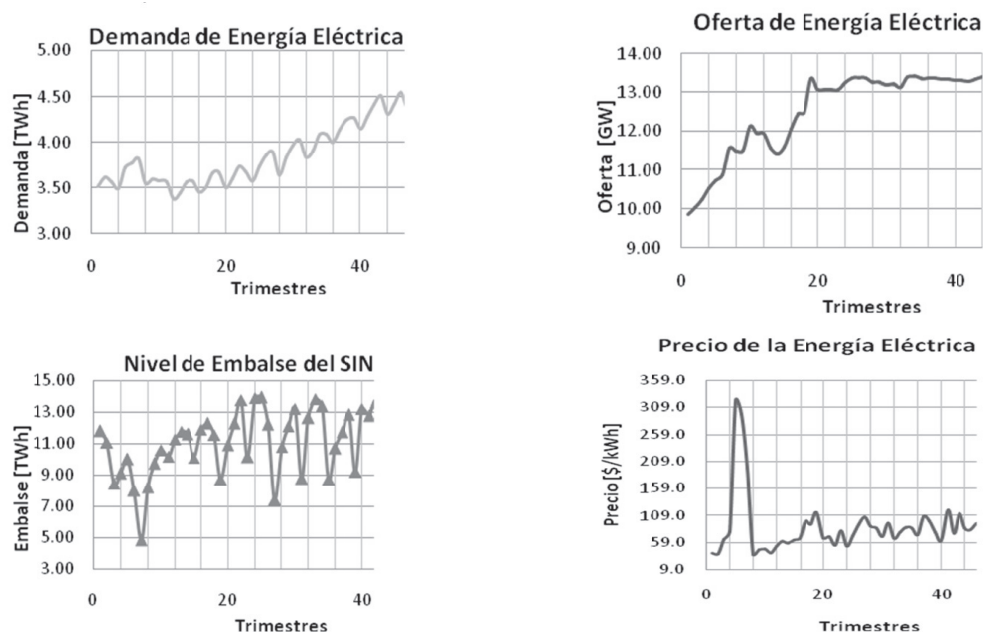 Demanda de Energía Eléctrica
5.00
4.50
4.00
3.50
3.00
Demanda [TWh]
0 20 40
Trimestres
Oferta de Energía Eléctrica
14.00
13.00
12.00
11.00
10.00
9.00
Oferta [GW]
0 20 40
Trimestres
Nivel de Embalse del SIN
15.00
13.00
11.00
9.00
7.00
5.00
3.00
Embalse [TWh]
0 20 40
Trimestres
Precio de la Energía Eléctrica
359.0
309.0
259.0
209.0
159.0
109.0
59.0
9.0
Precio [$/kWh]
0 20 40
Trimestres